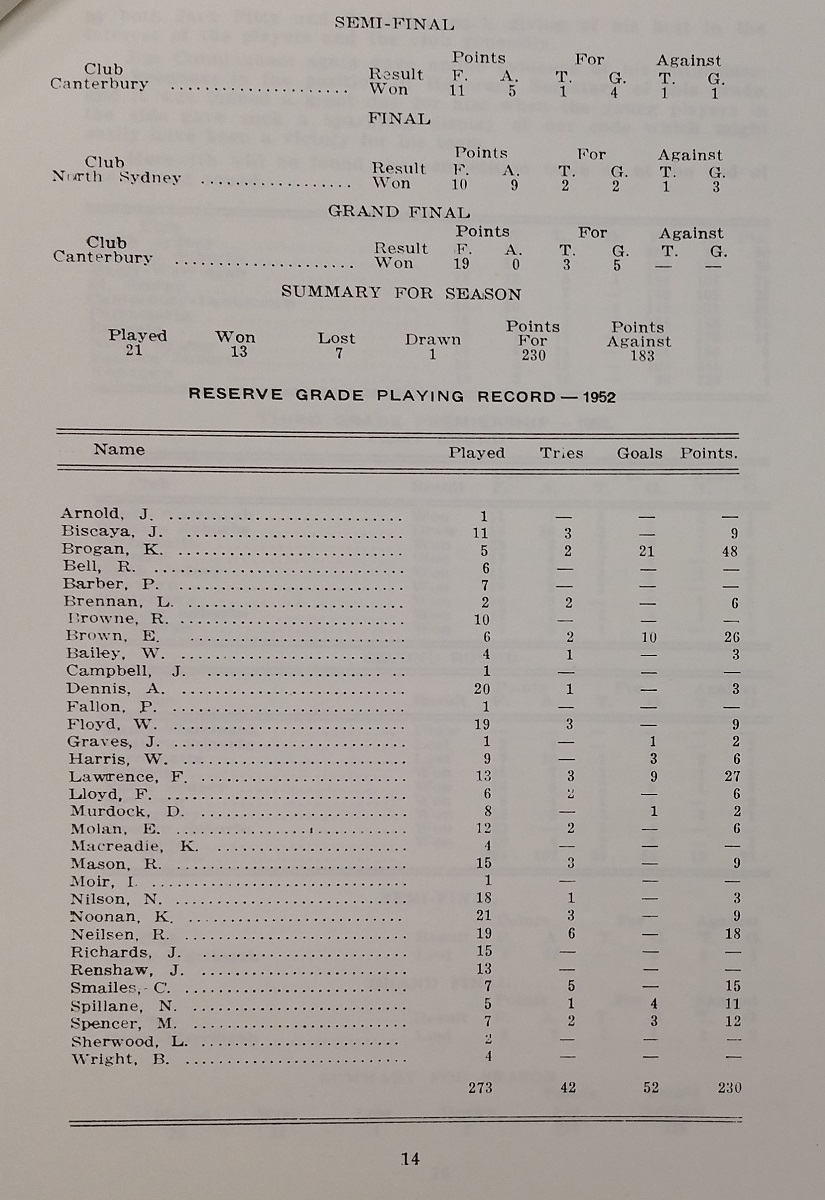 SEMI-FINAL
Points For Against
Club Result F. A. T. G. T. G.
Canterbury ..................... Won 11 5 1 4 1 1
FINAL
Points For Against
Club Result F. A. T. G. T. G.
North Sydney .................. Won 10 9 2 2 1 3
GRAND FINAL
Points For Against
Club Result F. A. T. G. T. G.
Canterbury ..................... Won 19 0 3 5 — —
SUMMARY FOR SEASON
Played Won Lost Drawn Points For Points Against
21 13 7 1 230 183
RESERVE GRADE PLAYING RECORD — 1952
Name Played Tries Goals Points.
Arnold, J. ........................... 1 — — —
Biscaya, J. ......................... 11 3 — 9
Brogan, K. .......................... 5 2 21 48
Bell, R. ............................. 6 — — —
Barber, P. .......................... 7 — — —
Brennan, L. ......................... 2 2 — 6
Browne, R. .......................... 10 — — —
Brown, E. ......................... 6 2 10 26
Bailey, W. .......................... 4 1 — 3
Campbell, J. ..................... .. 1 — — —
Dennis, A. .......................... 20 1 — 3
Fallon, P. ........................... 1 — — —
Floyd, W. ........................... 19 3 — 9
Graves, J. ........................... 1 — 1 2
Harris, W. .......................... 9 — 3 6
Lawrence, F. ........................ 13 3 9 27
Lloyd, F. ............................ 6 2 — 6
Murdock, D. ......................... 8 — 1 2
Molan, E. ........................... 12 2 — 6
Macreadie, K. ...................... 4 — — —
Mason, R. ........................... 15 3 — 9
Moir, I. .............................. 1 — — —
Nilson, N. ........................... 18 1 — 3
Noonan, K. ......................... 21 3 — 9
Neilsen, R. .......................... 19 6 — 18
Richards, J. ........................ 15 — — —
Renshaw, J. ........................ 13 — — —
Smailes, C. .......................... 7 5 — 15
Spillane, N. ........................ 5 1 4 11
Spencer, M. ......................... 7 2 3 12
Sherwood, L. ....................... 2 — — —
Wright, B. .......................... 4 — — —
273 42 52 230
14